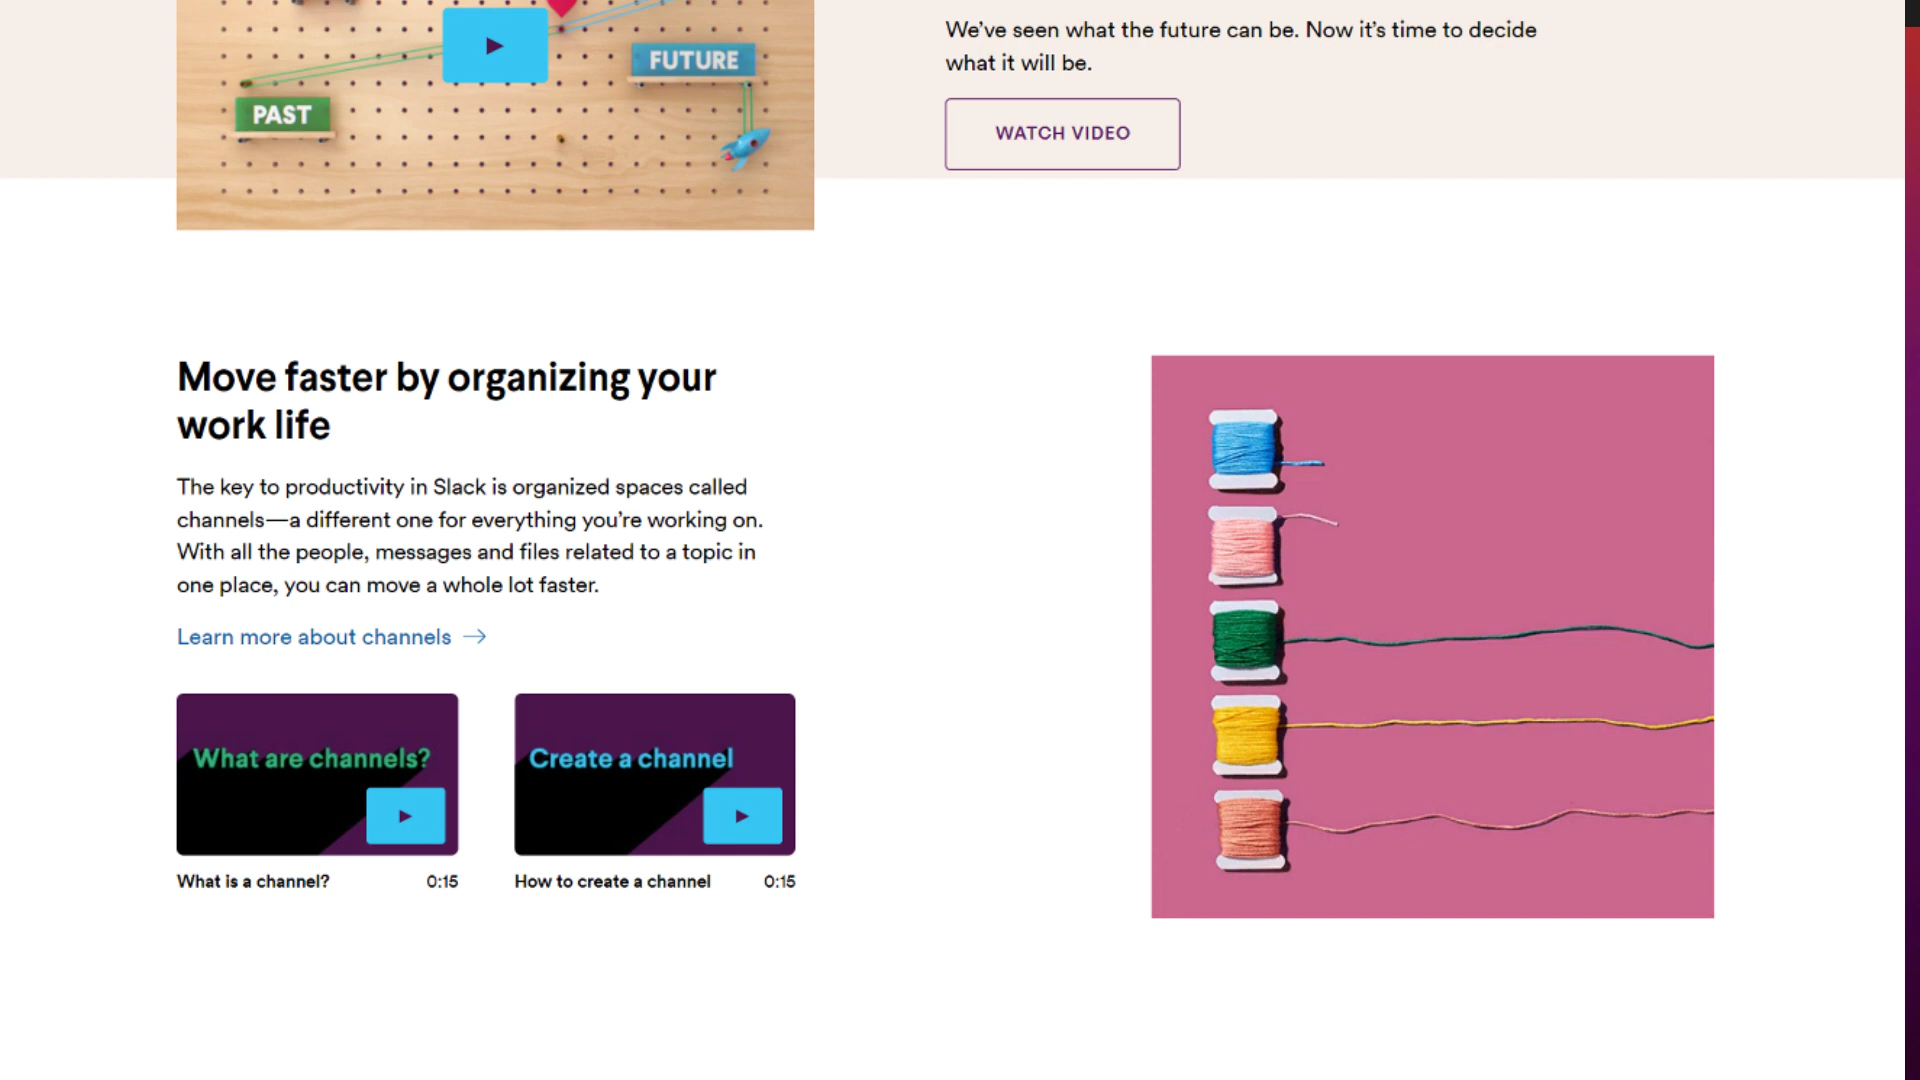 FUTURE
PAST
We’ve seen what the future can be. Now it’s time to decide
what it will be.
WATCH VIDEO
Move faster by organizing your
work life
The key to productivity in Slack is organized spaces called
channels—a different one for everything you’re working on.
With all the people, messages and files related to a topic in
one place, you can move a whole lot faster.
Learn more about channels →
What are channels?
What is a channel? 0:15
Create a channel
How to create a channel 0:15